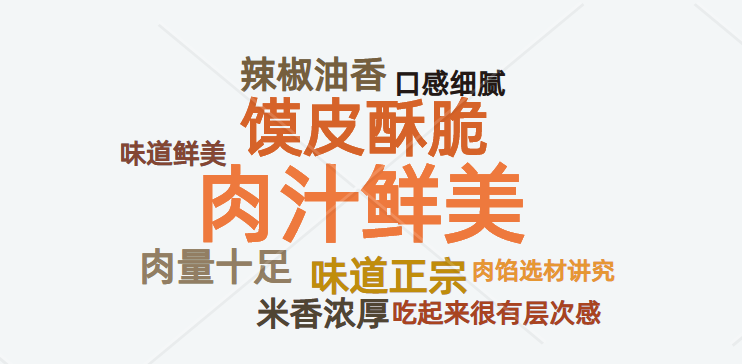 辣椒油香
口感细腻
馍皮酥脆
味道鲜美
肉汁鲜美
肉量十足
味道正宗
肉馅选材讲究
米香浓厚
吃起来很有层次感